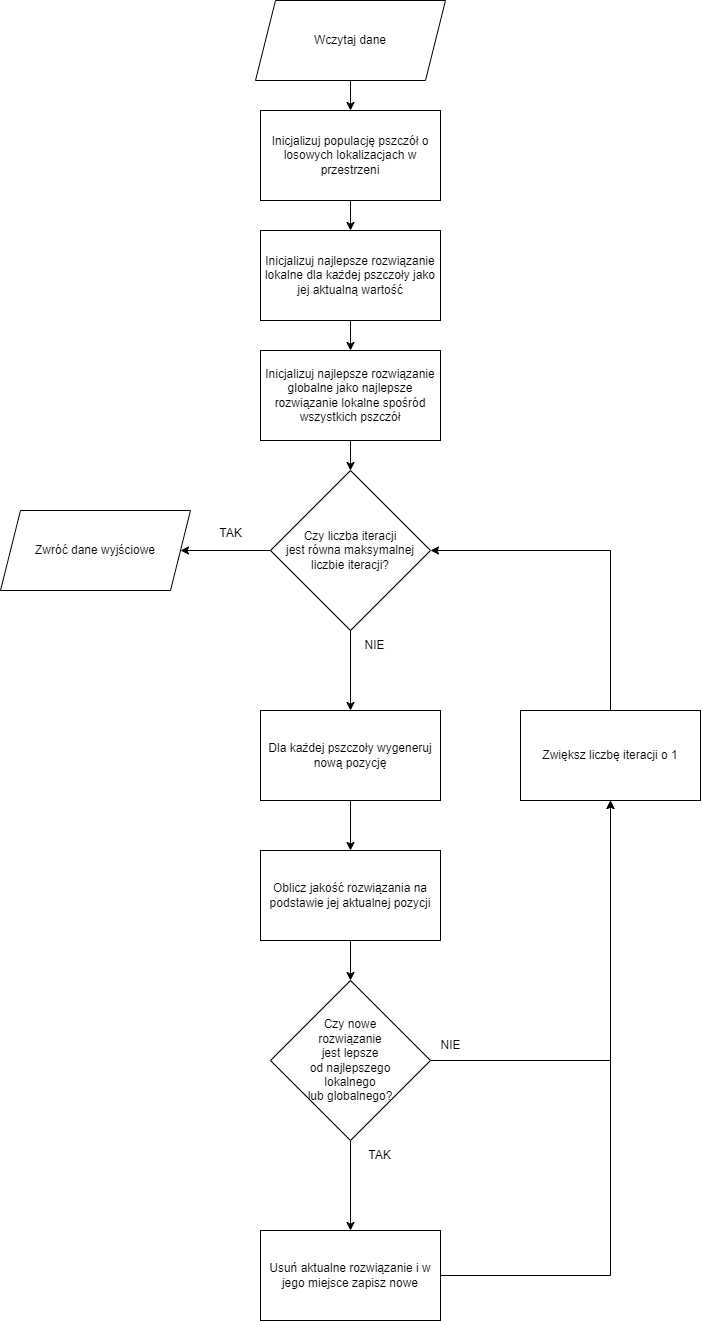 Wczytaj dane
Inicjalizuj populację pszczół o
losowych lokalizacjach w
przestrzeni
Inicjalizuj najlepsze rozwiązanie
lokalne dla każdej pszczoły jako
jej aktualną wartość
Inicjalizuj najlepsze rozwiązanie
globalne jako najlepsze
rozwiązanie lokalne spośród
wszystkich pszczół
Czy liczba iteracji
jest równa maksymalnej
liczbie iteracji?
TAK
Zwróć dane wyjściowe
NIE
Dla każdej pszczoły wygeneruj
nową pozycję
Zwiększ liczbę iteracji o 1
Oblicz jakość rozwiązania na
podstawie jej aktualnej pozycji
Czy nowe
rozwiązanie
jest lepsze
od najlepszego
lokalnego
lub globalnego?
NIE
TAK
Usuń aktualne rozwiązanie i w
jego miejsce zapisz nowe